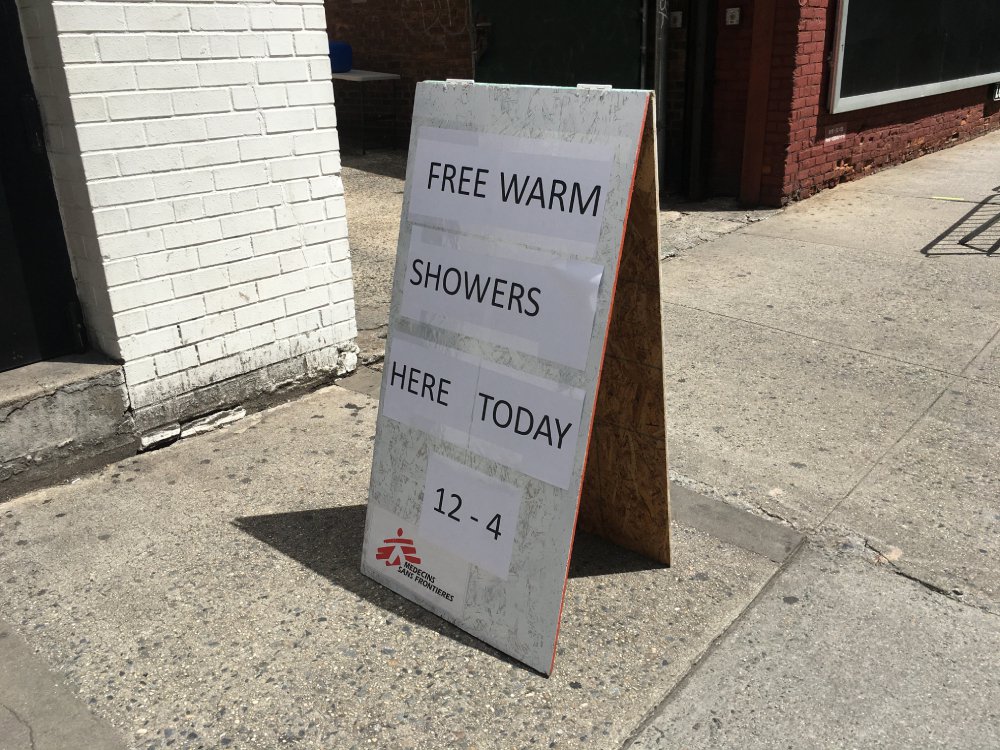 FREE WARM
SHOWERS
HERE TODAY
12 - 4
MEDECINS
SANS FRONTIERES